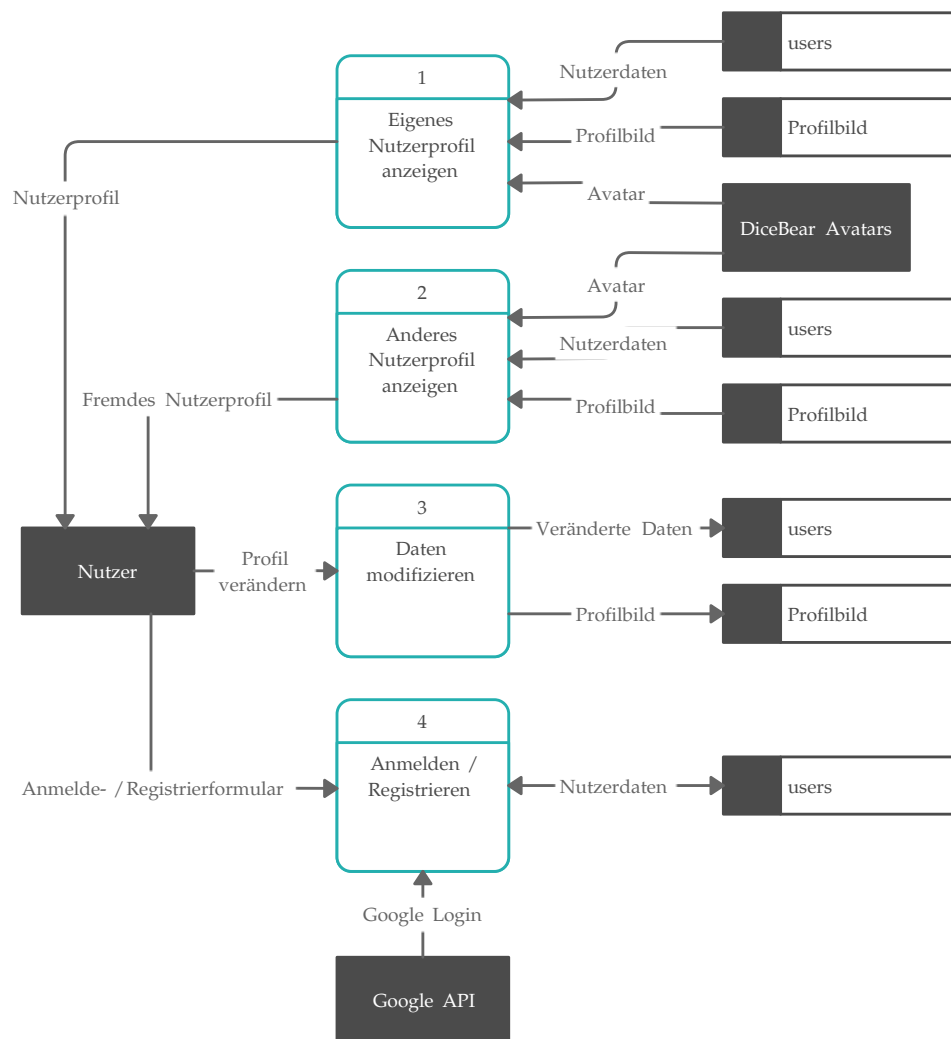 users
1
Nutzerdaten
Eigenes
Nutzerprofil
anzeigen
Profilbild
Profilbild
Nutzerprofil
Avatar
DiceBear Avatars
2
Avatar
Anderes
Nutzerprofil
anzeigen
Nutzerdaten
users
Fremdes Nutzerprofil
Profilbild
Profilbild
3
Nutzer
Profil
verändern
Daten
modifizieren
Veränderte Daten
users
Profilbild
Profilbild
4
Anmelde- / Registrierformular
Anmelden /
Registrieren
Nutzerdaten
users
Google Login
Google API